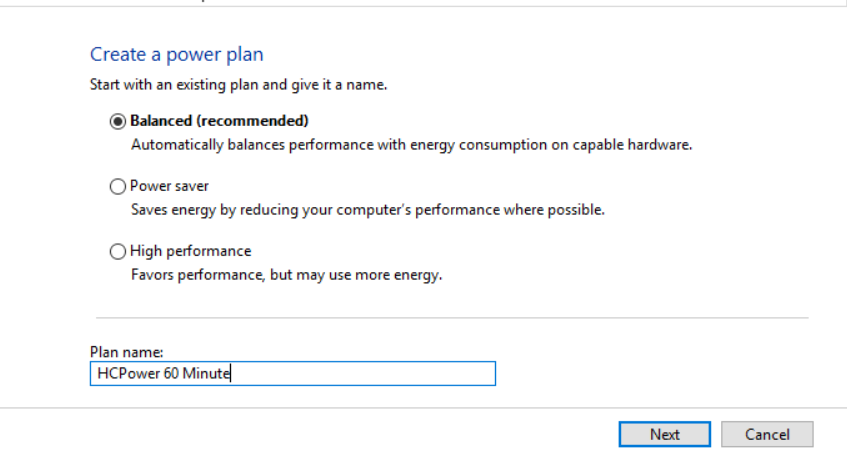 Create a power plan
Start with an existing plan and give it a name.
Balanced (recommended)
Automatically balances performance with energy consumption on capable hardware.
Power saver
Saves energy by reducing your computer's performance where possible.
High performance
Favors performance, but may use more energy.
Plan name:
HCPower 60 Minute
Next
Cancel